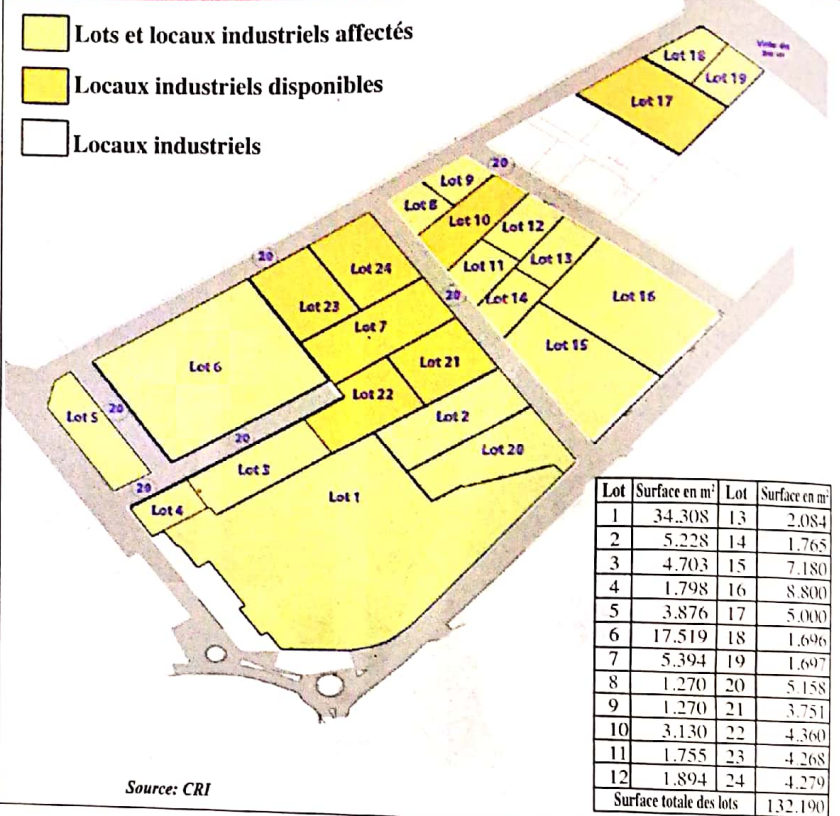 Lots et locaux industriels affectés
Locaux industriels disponibles
Locaux industriels
Lot 18
Lot 19
Lot 17
20
Lot 9
Lot 8
Lot 10
Lot 12
Lot 11
Lot 13
Lot 14
Lot 16
Lot 15
20
20
Lot 24
Lot 23
Lot 7
Lot 21
Lot 22
Lot 6
Lot 5
20
20
20
Lot 2
Lot 20
Lot 3
Lot 4
Lot 1
Lot Surface en m² Lot Surface en m²
1 34.308 13 2.084
2 5.228 14 1.765
3 4.703 15 7.180
4 1.798 16 8.800
5 3.876 17 5.000
6 17.519 18 1.696
7 5.394 19 1.697
8 1.270 20 5.158
9 1.270 21 3.751
10 3.130 22 4.360
11 1.755 23 4.268
12 1.894 24 4.279
Surface totale des lots 132.190
Source: CRI